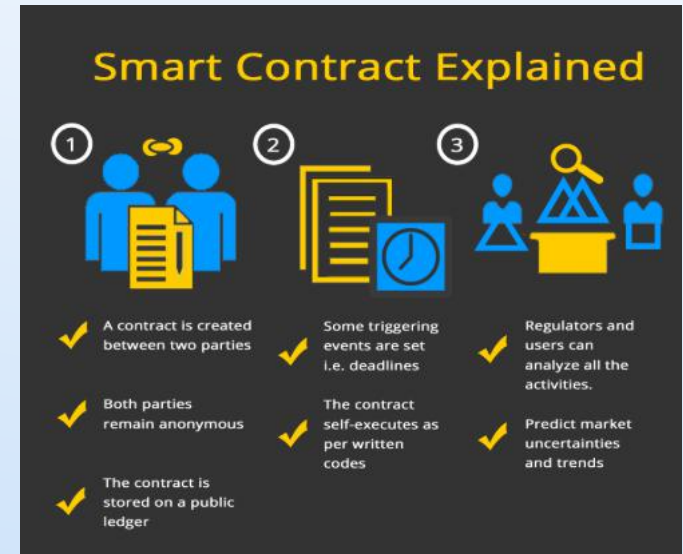 Smart Contract Explained
1
A contract is created
between two parties
Both parties
remain anonymous
The contract is
stored on a public
ledger
2
Some triggering
events are set
i.e. deadlines
The contract
self-executes as
per written
codes
3
Regulators and
users can
analyze all the
activities.
Predict market
uncertainties
and trends